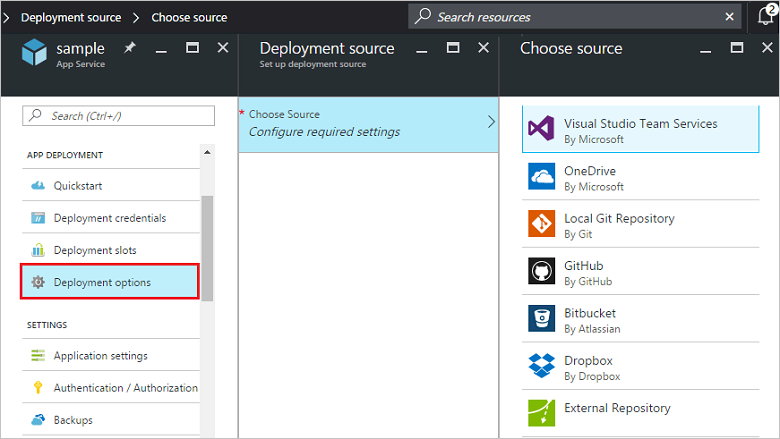 Deployment source
Choose source
Search resources
2
sample
App Service
Search (Ctrl+/)
APP DEPLOYMENT
Quickstart
Deployment credentials
Deployment slots
Deployment options
SETTINGS
Application settings
Authentication / Authorization
Backups
Deployment source
Set up deployment source
* Choose Source
Configure required settings
Choose source
Visual Studio Team Services
By Microsoft
OneDrive
By Microsoft
Local Git Repository
By Git
GitHub
By GitHub
Bitbucket
By Atlassian
Dropbox
By Dropbox
External Repository